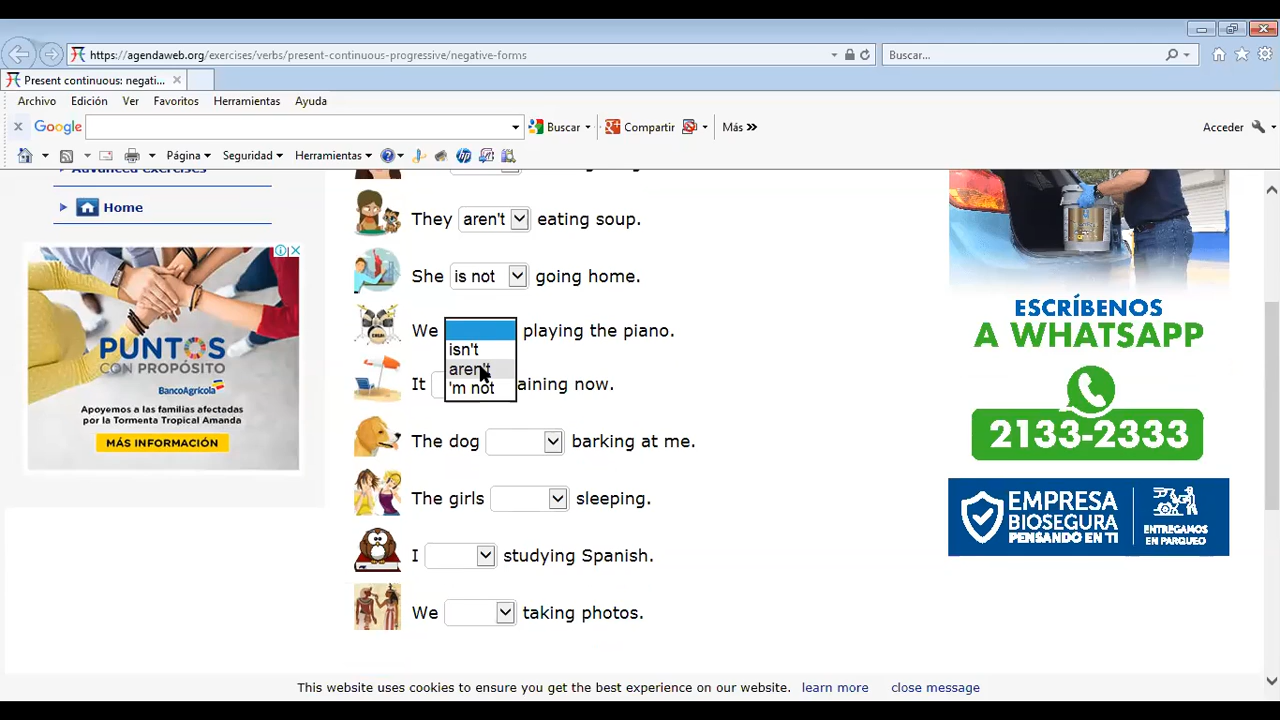 https://agendaweb.org/exercises/verbs/present-continuous-progressive/negative-forms
Buscar...
Present continuous: negati...
Archivo Edición Ver Favoritos Herramientas Ayuda
x Google Buscar Compartir Más » Acceder
Página Seguridad Herramientas
Advanced exercises
Home
They aren't eating soup.
She is not going home.
We playing the piano.
isn't
aren't
'm not
It aining now.
The dog barking at me.
The girls sleeping.
I studying Spanish.
We taking photos.
PUNTOS
CON PROPÓSITO
BancoAgrícola
Apoyemos a las familias afectadas
por la Tormenta Tropical Amanda
MÁS INFORMACIÓN
ESCRÍBENOS
A WHATSAPP
2133-2333
EMPRESA
BIOSEGURA
PENSANDO EN TI
ENTREGAMOS
EN PARQUEO
This website uses cookies to ensure you get the best experience on our website. learn more close message